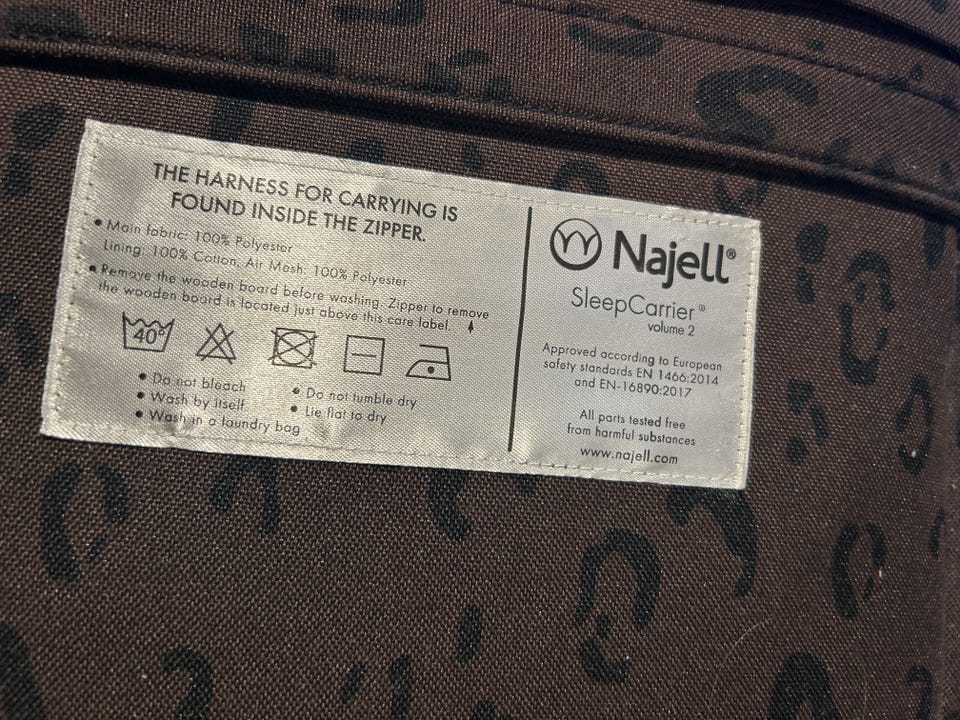 THE HARNESS FOR CARRYING IS
FOUND INSIDE THE ZIPPER.
• Main fabric: 100% Polyester
Lining: 100% Cotton, Air Mesh: 100% Polyester
• Remove the wooden board before washing. Zipper to remove
the wooden board is located just above this care label.
40°
• Do not bleach
• Wash by itself
• Wash in a laundry bag
• Do not tumble dry
• Lie flat to dry
Najell®
SleepCarrier®
volume 2
Approved according to European
safety standards EN 1466:2014
and EN-16890:2017
All parts tested free
from harmful substances
www.najell.com